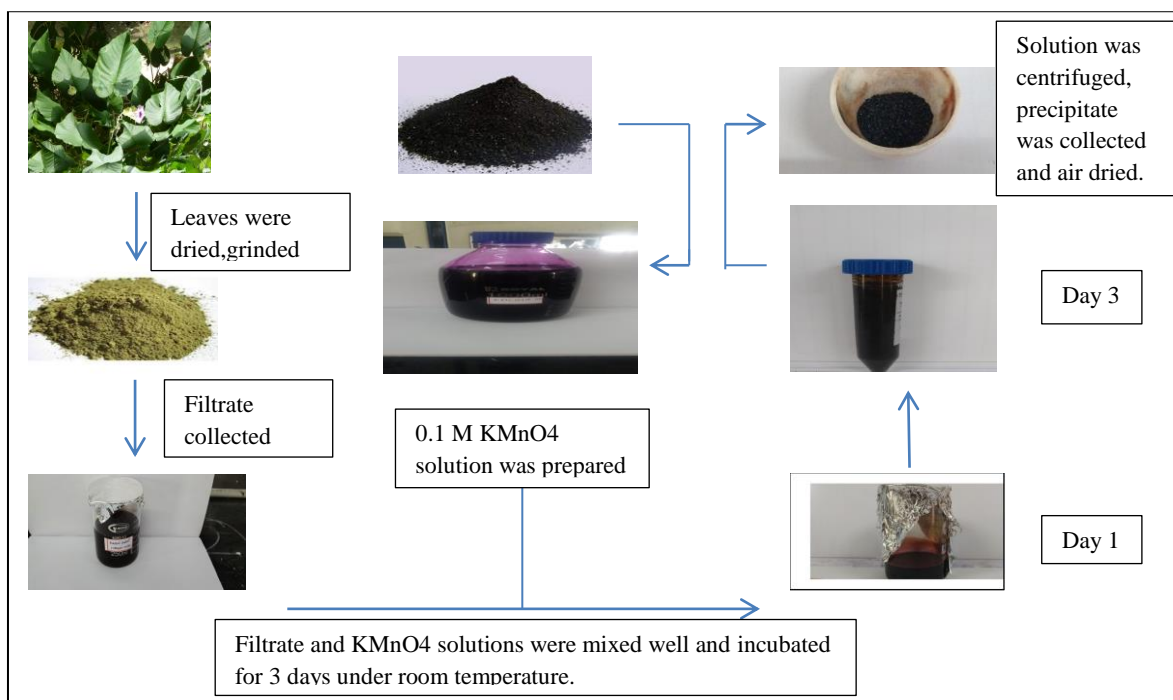 Leaves were
dried,grinded
Filtrate
collected
0.1 M KMnO4
solution was prepared
Filtrate and KMnO4 solutions were mixed well and incubated
for 3 days under room temperature.
Day 1
Day 3
Solution was
centrifuged,
precipitate
was collected
and air dried.